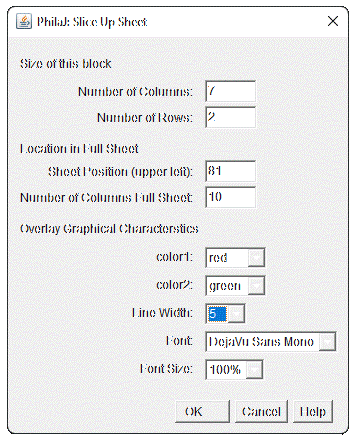 PhilaJ: Slice Up Sheet
Size of this block
Number of Columns: 7
Number of Rows: 2
Location in Full Sheet
Sheet Position (upper left): 81
Number of Columns Full Sheet: 10
Overlay Graphical Characterstics
color1: red
color2: green
Line Width: 5
Font: DejaVu Sans Mono
Font Size: 100%
OK Cancel Help